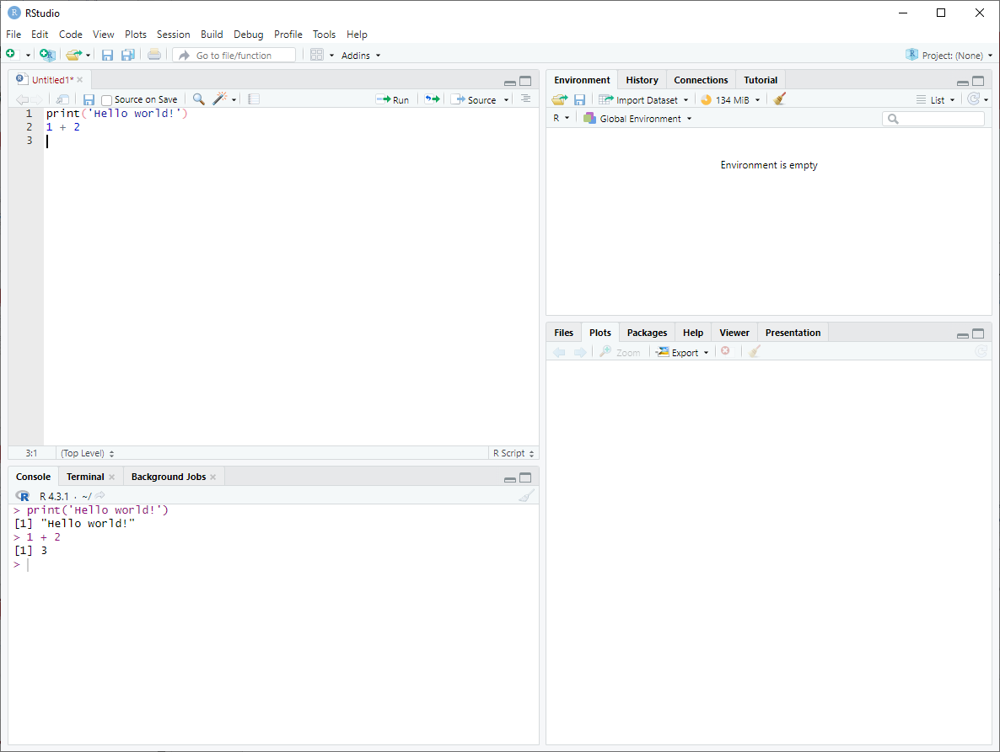 RStudio
File Edit Code View Plots Session Build Debug Profile Tools Help
Go to file/function Addins Project: (None)
Untitled1*
Source on Save Run Source
1 print('Hello world!')
2 1 + 2
3
3:1 (Top Level) R Script
Console Terminal Background Jobs
R 4.3.1 · ~/
> print('Hello world!')
[1] "Hello world!"
> 1 + 2
[1] 3
>
Environment History Connections Tutorial
Import Dataset 134 MiB List
R Global Environment
Environment is empty
Files Plots Packages Help Viewer Presentation
Zoom Export